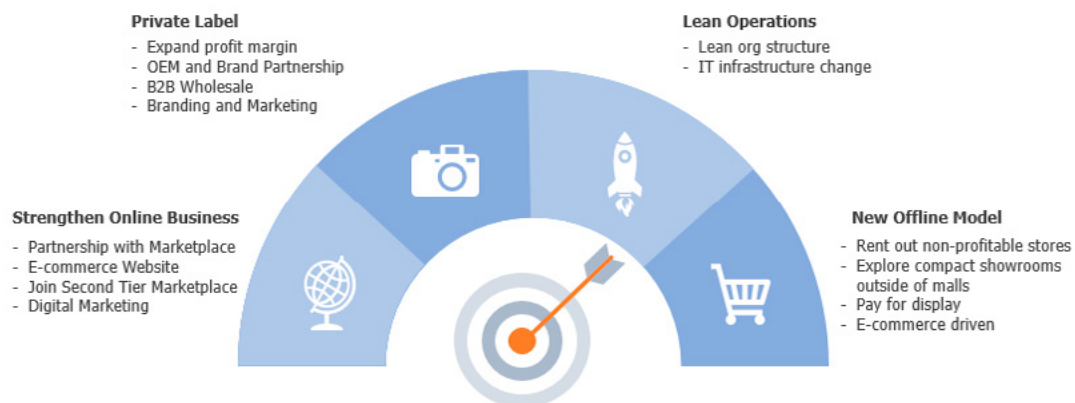 Private Label
- Expand profit margin
- OEM and Brand Partnership
- B2B Wholesale
- Branding and Marketing
Lean Operations
- Lean org structure
- IT infrastructure change
Strengthen Online Business
- Partnership with Marketplace
- E-commerce Website
- Join Second Tier Marketplace
- Digital Marketing
New Offline Model
- Rent out non-profitable stores
- Explore compact showrooms
outside of malls
- Pay for display
- E-commerce driven